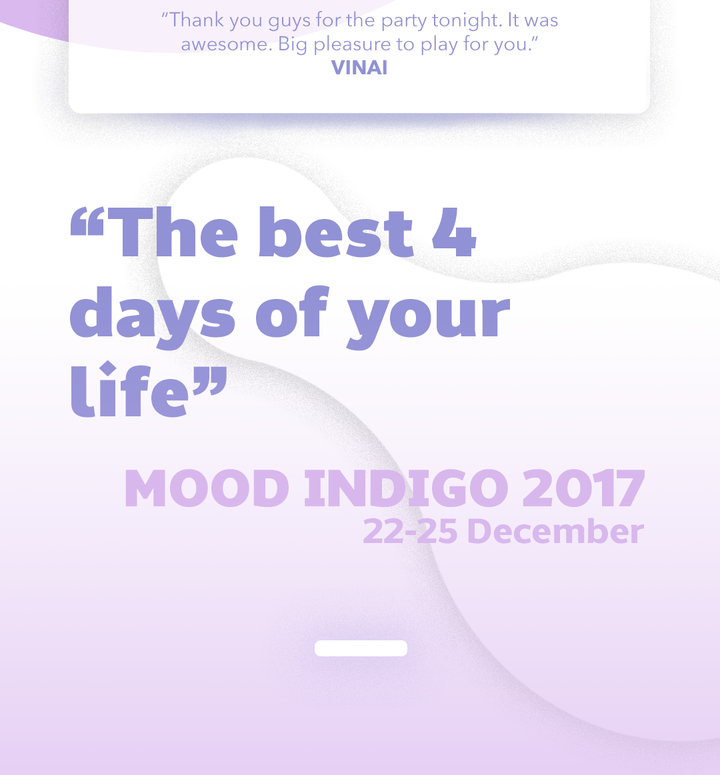 “Thank you guys for the party tonight. It was
awesome. Big pleasure to play for you.”
VINAI
“The best 4
days of your
life”
MOOD INDIGO 2017
22-25 December